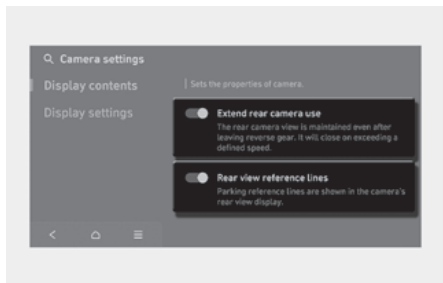 Camera settings
Display contents
Display settings
Sets the properties of camera.
Extend rear camera use
The rear camera view is maintained even after
leaving reverse gear. It will close on exceeding a
defined speed.
Rear view reference lines
Parking reference lines are shown in the camera's
rear view display.